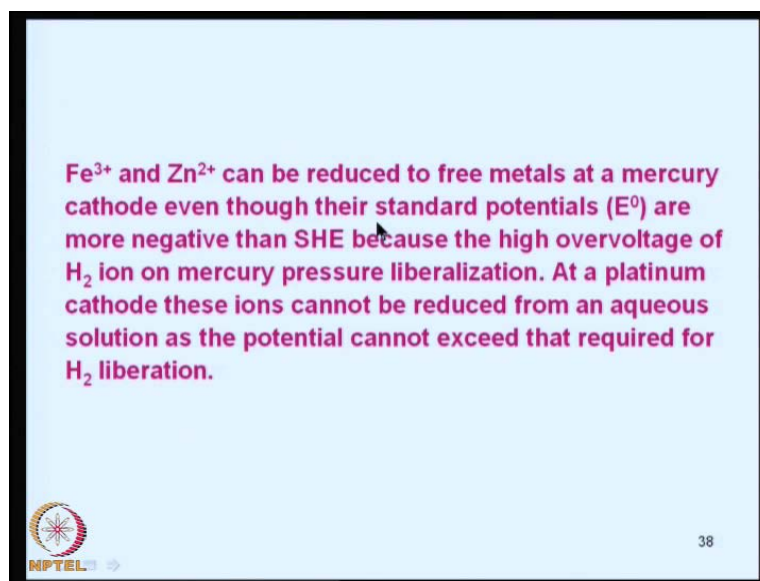 Fe³⁺ and Zn²⁺ can be reduced to free metals at a mercury
cathode even though their standard potentials (E⁰) are
more negative than SHE because the high overvoltage of
H₂ ion on mercury pressure liberalization. At a platinum
cathode these ions cannot be reduced from an aqueous
solution as the potential cannot exceed that required for
H₂ liberation.
38
NPTEL